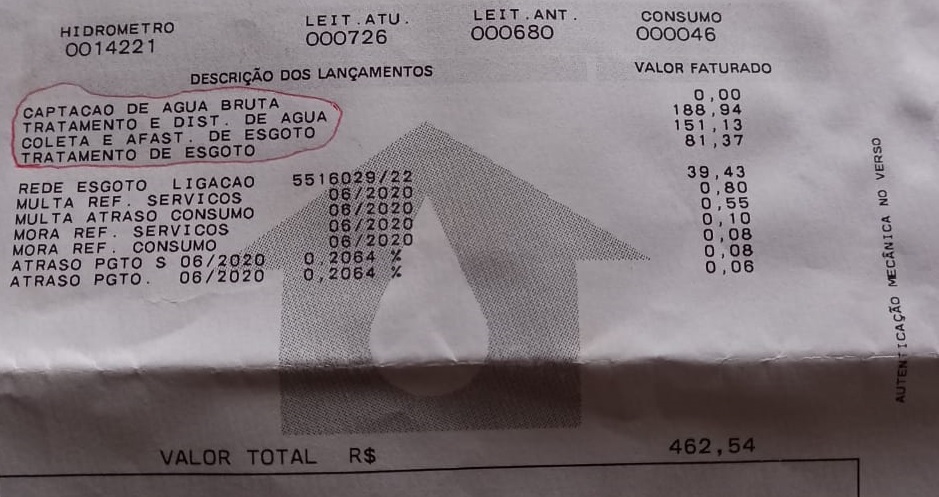 HIDROMETRO LEIT.ATU. LEIT.ANT. CONSUMO
0014221 000726 000680 000046
DESCRIÇÃO DOS LANÇAMENTOS VALOR FATURADO
CAPTACAO DE AGUA BRUTA 0,00
TRATAMENTO E DIST. DE AGUA 188,94
COLETA E AFAST. DE ESGOTO 151,13
TRATAMENTO DE ESGOTO 81,37
REDE ESGOTO LIGACAO 5516029/22 39,43
MULTA REF. SERVICOS 06/2020 0,80
MULTA ATRASO CONSUMO 06/2020 0,55
MORA REF. SERVICOS 06/2020 0,10
MORA REF. CONSUMO 06/2020 0,08
ATRASO PGTO S 06/2020 0,2064 % 0,08
ATRASO PGTO. 06/2020 0,2064 % 0,06
VALOR TOTAL R$ 462,54
AUTENTICAÇÃO MECÂNICA NO VERSO